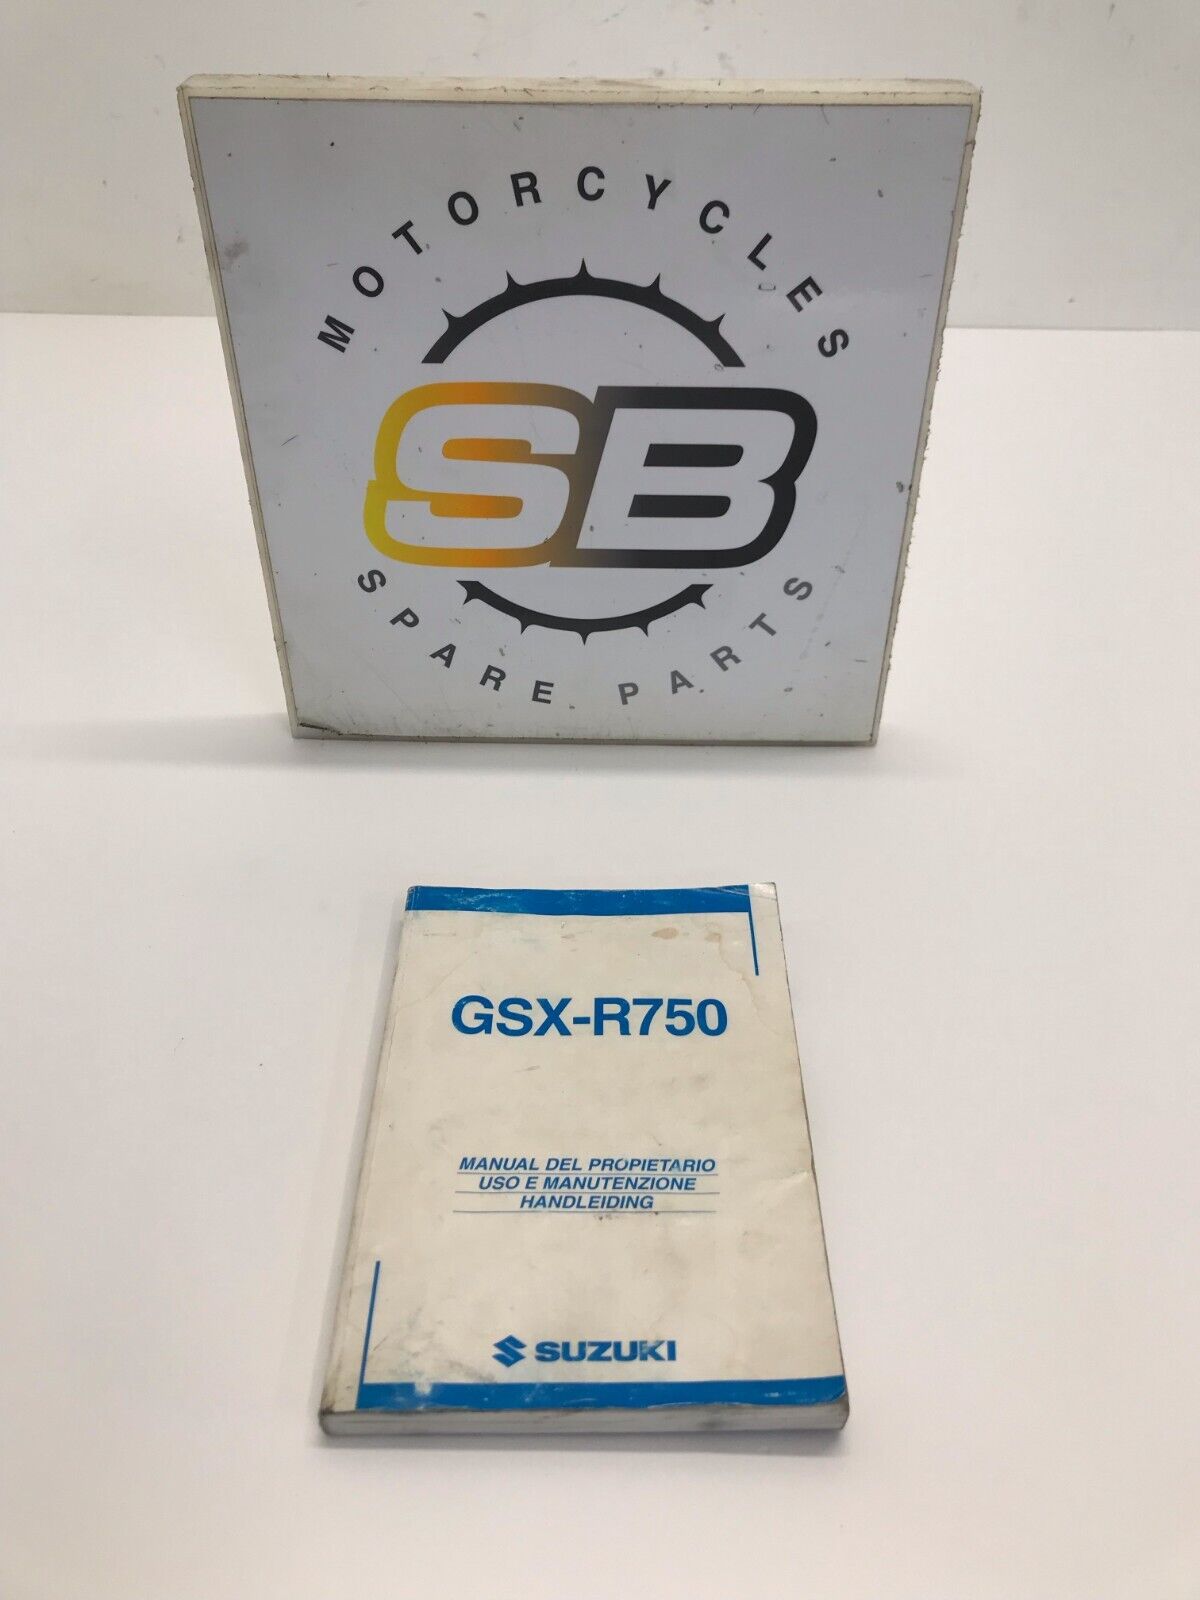 MOTORCYCLES
SB
SPARE PARTS
GSX-R750
MANUAL DEL PROPIETARIO
USO E MANUTENZIONE
HANDLEIDING
SUZUKI